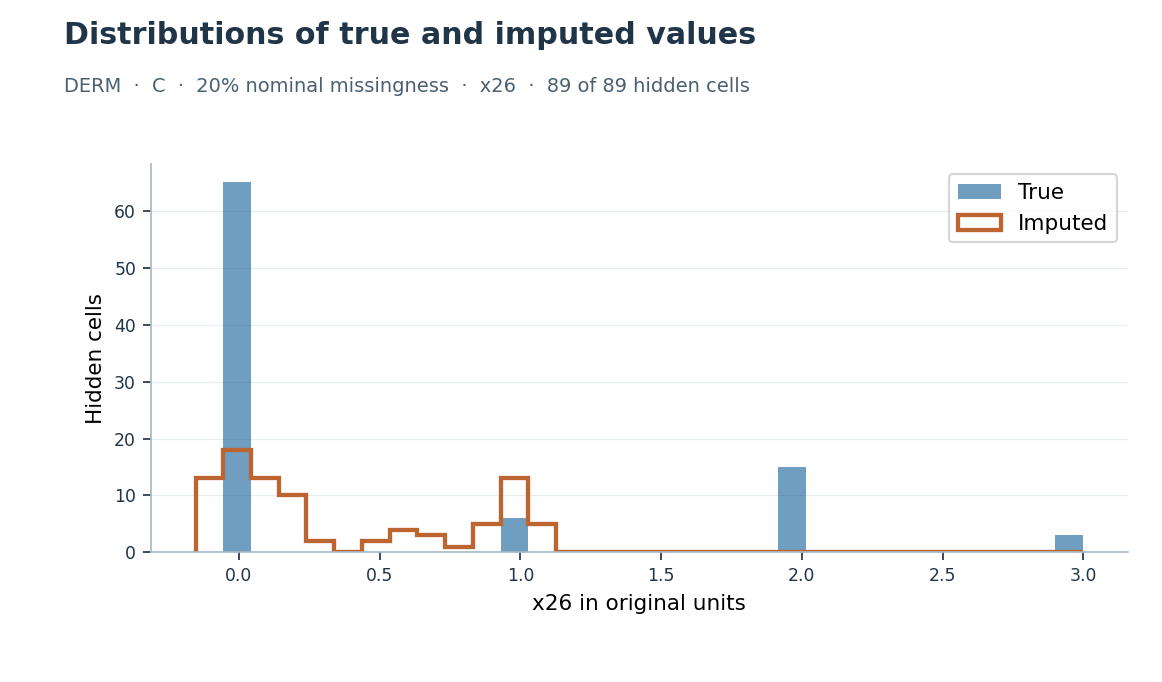 Distributions of true and imputed values
DERM · C · 20% nominal missingness · x26 · 89 of 89 hidden cells
True
Imputed
Hidden cells
60
50
40
30
20
10
0
0.0 0.5 1.0 1.5 2.0 2.5 3.0
x26 in original units